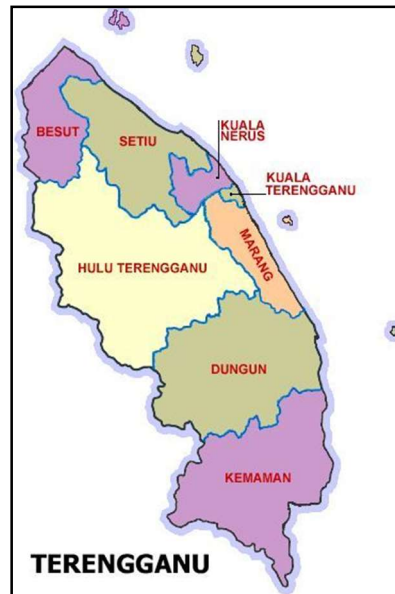 BESUT
SETIU
KUALA
NERUS
KUALA
TERENGGANU
HULU TERENGGANU
MARANG
DUNGUN
KEMAMAN
TERENGGANU